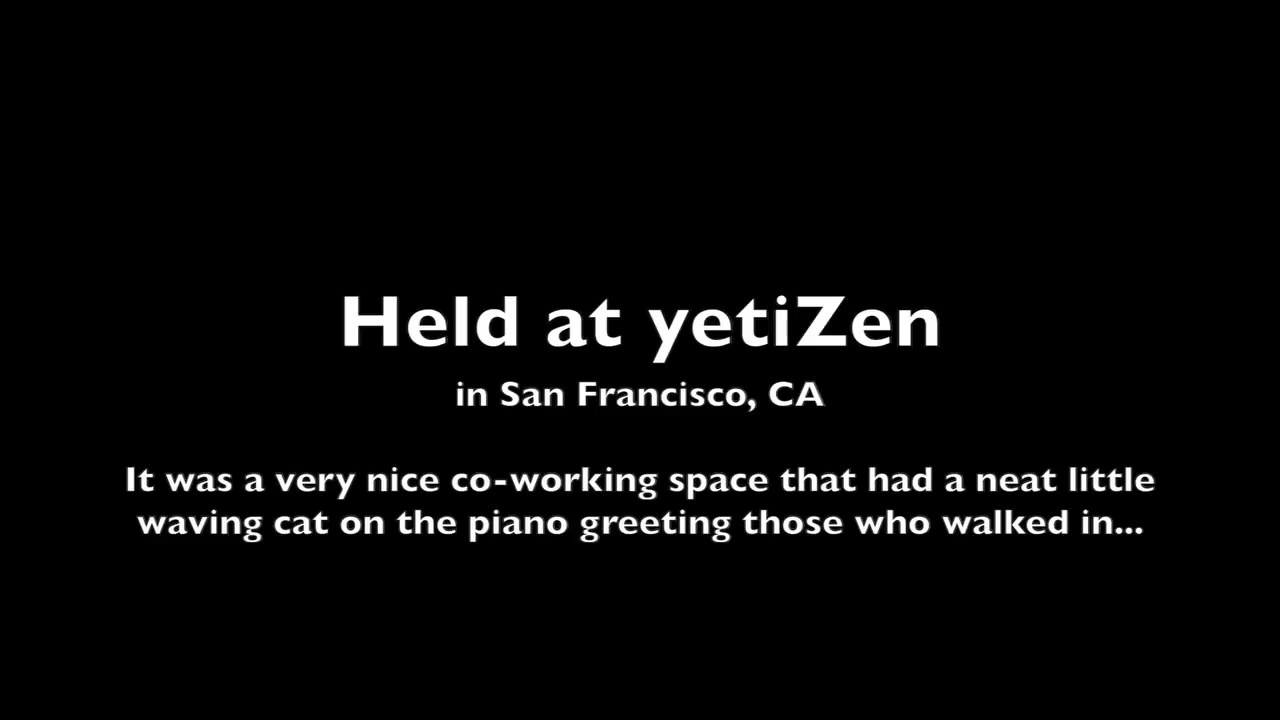 Held at yetiZen
in San Francisco, CA
It was a very nice co-working space that had a neat little
waving cat on the piano greeting those who walked in...